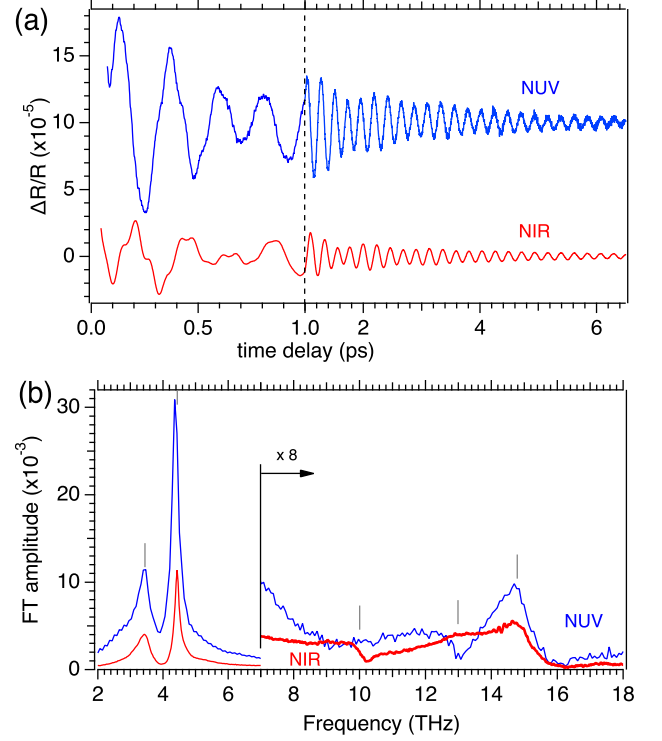 (a)
ΔR/R (x10-5)
15
10
5
0
NUV
NIR
0.0 0.5 1.0 2 4 6
time delay (ps)
(b)
FT amplitude (x10-3)
30
20
10
0
x 8
NUV
NIR
2 4 6 8 10 12 14 16 18
Frequency (THz)